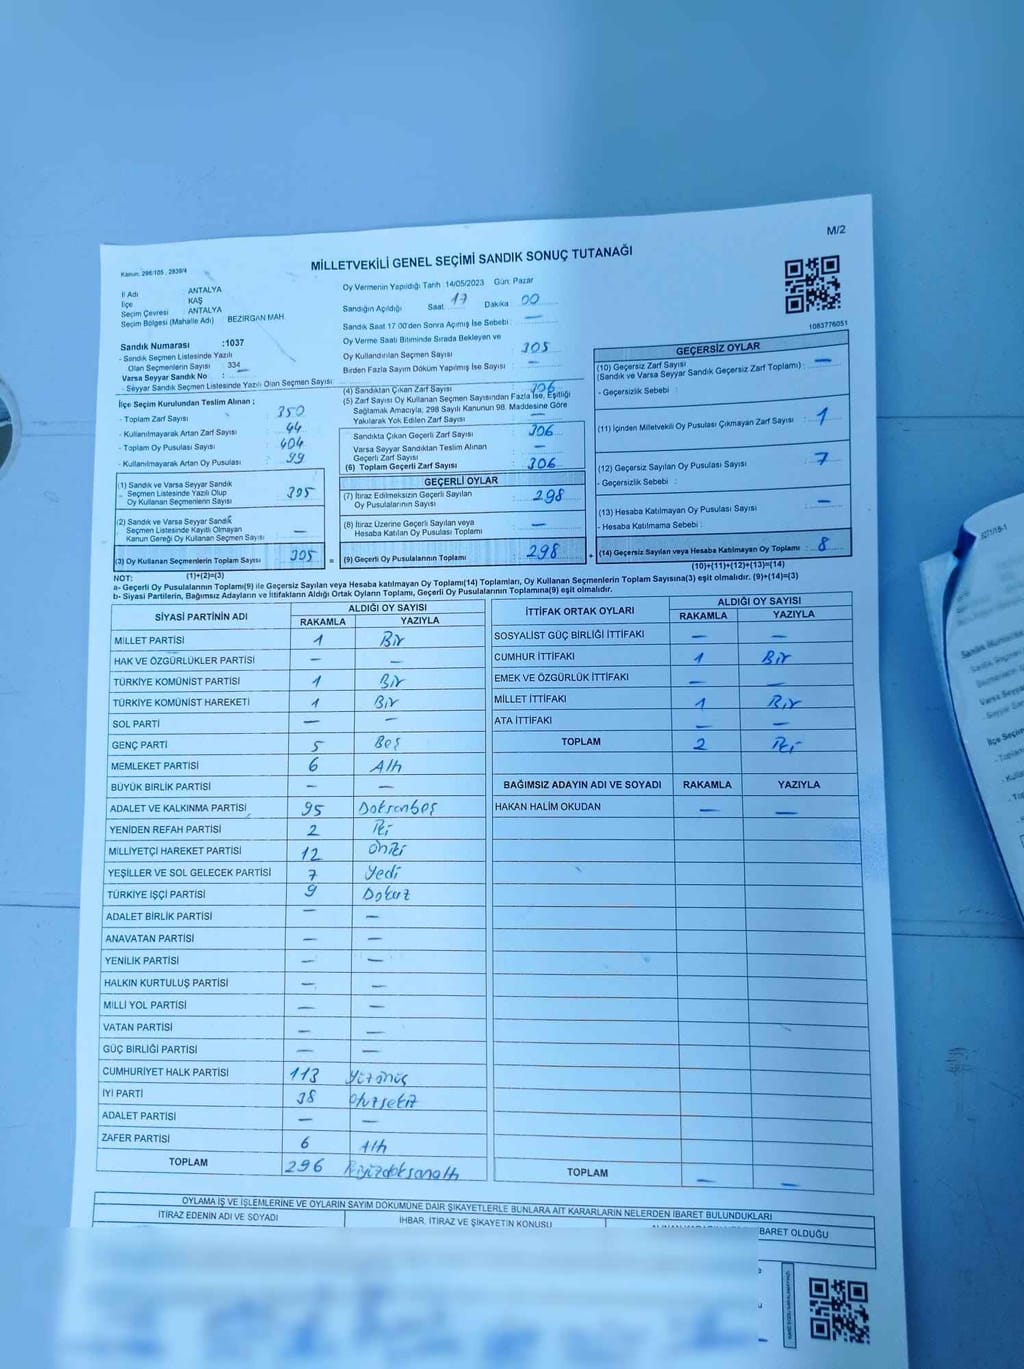 M/2
MİLLETVEKİLİ GENEL SEÇİMİ SANDIK SONUÇ TUTANAĞI
Kanun: 298/105 , 2839/4
İl Adı ANTALYA
İlçe KAŞ
Seçim Çevresi ANTALYA
Seçim Bölgesi (Mahalle Adı) BEZİRGAN MAH.
Sandık Numarası :1037
- Sandık Seçmen Listesinde Yazılı
Olan Seçmenlerin Sayısı : 334
Varsa Seyyar Sandık No :
- Seyyar Sandık Seçmen Listesinde Yazılı Olan Seçmen Sayısı:
İlçe Seçim Kurulundan Teslim Alınan ;
- Toplam Zarf Sayısı 350
- Kullanılmayarak Artan Zarf Sayısı 44
- Toplam Oy Pusulası Sayısı 404
- Kullanılmayarak Artan Oy Pusulası 99
(1) Sandık ve Varsa Seyyar Sandık
Seçmen Listesinde Yazılı Olup
Oy Kullanan Seçmenlerin Sayısı : 305
(2) Sandık ve Varsa Seyyar Sandık
Seçmen Listesinde Kayıtlı Olmayan
Kanun Gereği Oy Kullanan Seçmen Sayısı —
(3) Oy Kullanan Seçmenlerin Toplam Sayısı 305 =
Oy Vermenin Yapıldığı Tarih :14/05/2023 Gün: Pazar
Sandığın Açıldığı Saat 17 Dakika 00
Sandık Saat 17:00'den Sonra Açımış İse Sebebi : —
Oy Verme Saati Bitiminde Sırada Bekleyen ve
Oy Kullandırılan Seçmen Sayısı : 305
Birden Fazla Sayım Döküm Yapılmış İse Sayısı : —
(4) Sandıktan Çıkan Zarf Sayısı 306
(5) Zarf Sayısı Oy Kullanan Seçmen Sayısından Fazla İse, Eşitliği
Sağlamak Amacıyla, 298 Sayılı Kanunun 98. Maddesine Göre
Yakılarak Yok Edilen Zarf Sayısı : —
Sandıkta Çıkan Geçerli Zarf Sayısı : 306
Varsa Seyyar Sandıktan Teslim Alınan
Geçerli Zarf Sayısı : —
(6) Toplam Geçerli Zarf Sayısı : 306
GEÇERLİ OYLAR
(7) İtiraz Edilmeksizin Geçerli Sayılan
Oy Pusulalarının Sayısı : 298
(8) İtiraz Üzerine Geçerli Sayılan veya
Hesaba Katılan Oy Pusulası Toplamı : —
(9) Geçerli Oy Pusulalarının Toplamı : 298 +
1083776051
GEÇERSİZ OYLAR
(10) Geçersiz Zarf Sayısı
(Sandık ve Varsa Seyyar Sandık Geçersiz Zarf Toplamı) : —
- Geçersizlik Sebebi :
(11) İçinden Milletvekili Oy Pusulası Çıkmayan Zarf Sayısı : 1
(12) Geçersiz Sayılan Oy Pusulası Sayısı : 7
- Geçersizlik Sebebi :
(13) Hesaba Katılmayan Oy Pusulası Sayısı : —
- Hesaba Katılmama Sebebi :
(14) Geçersiz Sayılan veya Hesaba Katılmayan Oy Toplamı : 8
(1)+(2)=(3)
(10)+(11)+(12)+(13)=(14)
NOT:
a- Geçerli Oy Pusulalarının Toplamı(9) ile Geçersiz Sayılan veya Hesaba katılmayan Oy Toplamı(14) Toplamları, Oy Kullanan Seçmenlerin Toplam Sayısına(3) eşit olmalıdır. (9)+(14)=(3)
b- Siyasi Partilerin, Bağımsız Adayların ve İttifakların Aldığı Ortak Oyların Toplamı, Geçerli Oy Pusulalarının Toplamına(9) eşit olmalıdır.
SİYASİ PARTİNİN ADI ALDIĞI OY SAYISI
RAKAMLA YAZIYLA
MİLLET PARTİSİ 1 Bir
HAK VE ÖZGÜRLÜKLER PARTİSİ — —
TÜRKİYE KOMÜNİST PARTİSİ 1 Bir
TÜRKİYE KOMÜNİST HAREKETİ 1 Bir
SOL PARTİ — —
GENÇ PARTİ 5 Beş
MEMLEKET PARTİSİ 6 Altı
BÜYÜK BİRLİK PARTİSİ — —
ADALET VE KALKINMA PARTİSİ 95 Doksanbeş
YENİDEN REFAH PARTİSİ 2 İki
MİLLİYETÇİ HAREKET PARTİSİ 12 Oniki
YEŞİLLER VE SOL GELECEK PARTİSİ 7 Yedi
TÜRKİYE İŞÇİ PARTİSİ 9 Dokuz
ADALET BİRLİK PARTİSİ — —
ANAVATAN PARTİSİ — —
YENİLİK PARTİSİ — —
HALKIN KURTULUŞ PARTİSİ — —
MİLLİ YOL PARTİSİ — —
VATAN PARTİSİ — —
GÜÇ BİRLİĞİ PARTİSİ — —
CUMHURİYET HALK PARTİSİ 113 Yüzonüç
İYİ PARTİ 38 Otuzsekiz
ADALET PARTİSİ — —
ZAFER PARTİSİ 6 Altı
TOPLAM 296 İkiyüzdoksanaltı
İTTİFAK ORTAK OYLARI ALDIĞI OY SAYISI
RAKAMLA YAZIYLA
SOSYALİST GÜÇ BİRLİĞİ İTTİFAKI — —
CUMHUR İTTİFAKI 1 Bir
EMEK VE ÖZGÜRLÜK İTTİFAKI — —
MİLLET İTTİFAKI 1 Bir
ATA İTTİFAKI — —
TOPLAM 2 İki
BAĞIMSIZ ADAYIN ADI VE SOYADI RAKAMLA YAZIYLA
HAKAN HALİM OKUDAN — —
TOPLAM — —
OYLAMA İŞ VE İŞLEMLERİNE VE OYLARIN SAYIM DÖKÜMÜNE DAİR ŞİKAYETLERLE BUNLARA AİT KARARLARIN NELERDEN İBARET BULUNDUKLARI
İTİRAZ EDENİN ADI VE SOYADI İHBAR, İTİRAZ VE ŞİKAYETİN KONUSU BARET OLDUĞU